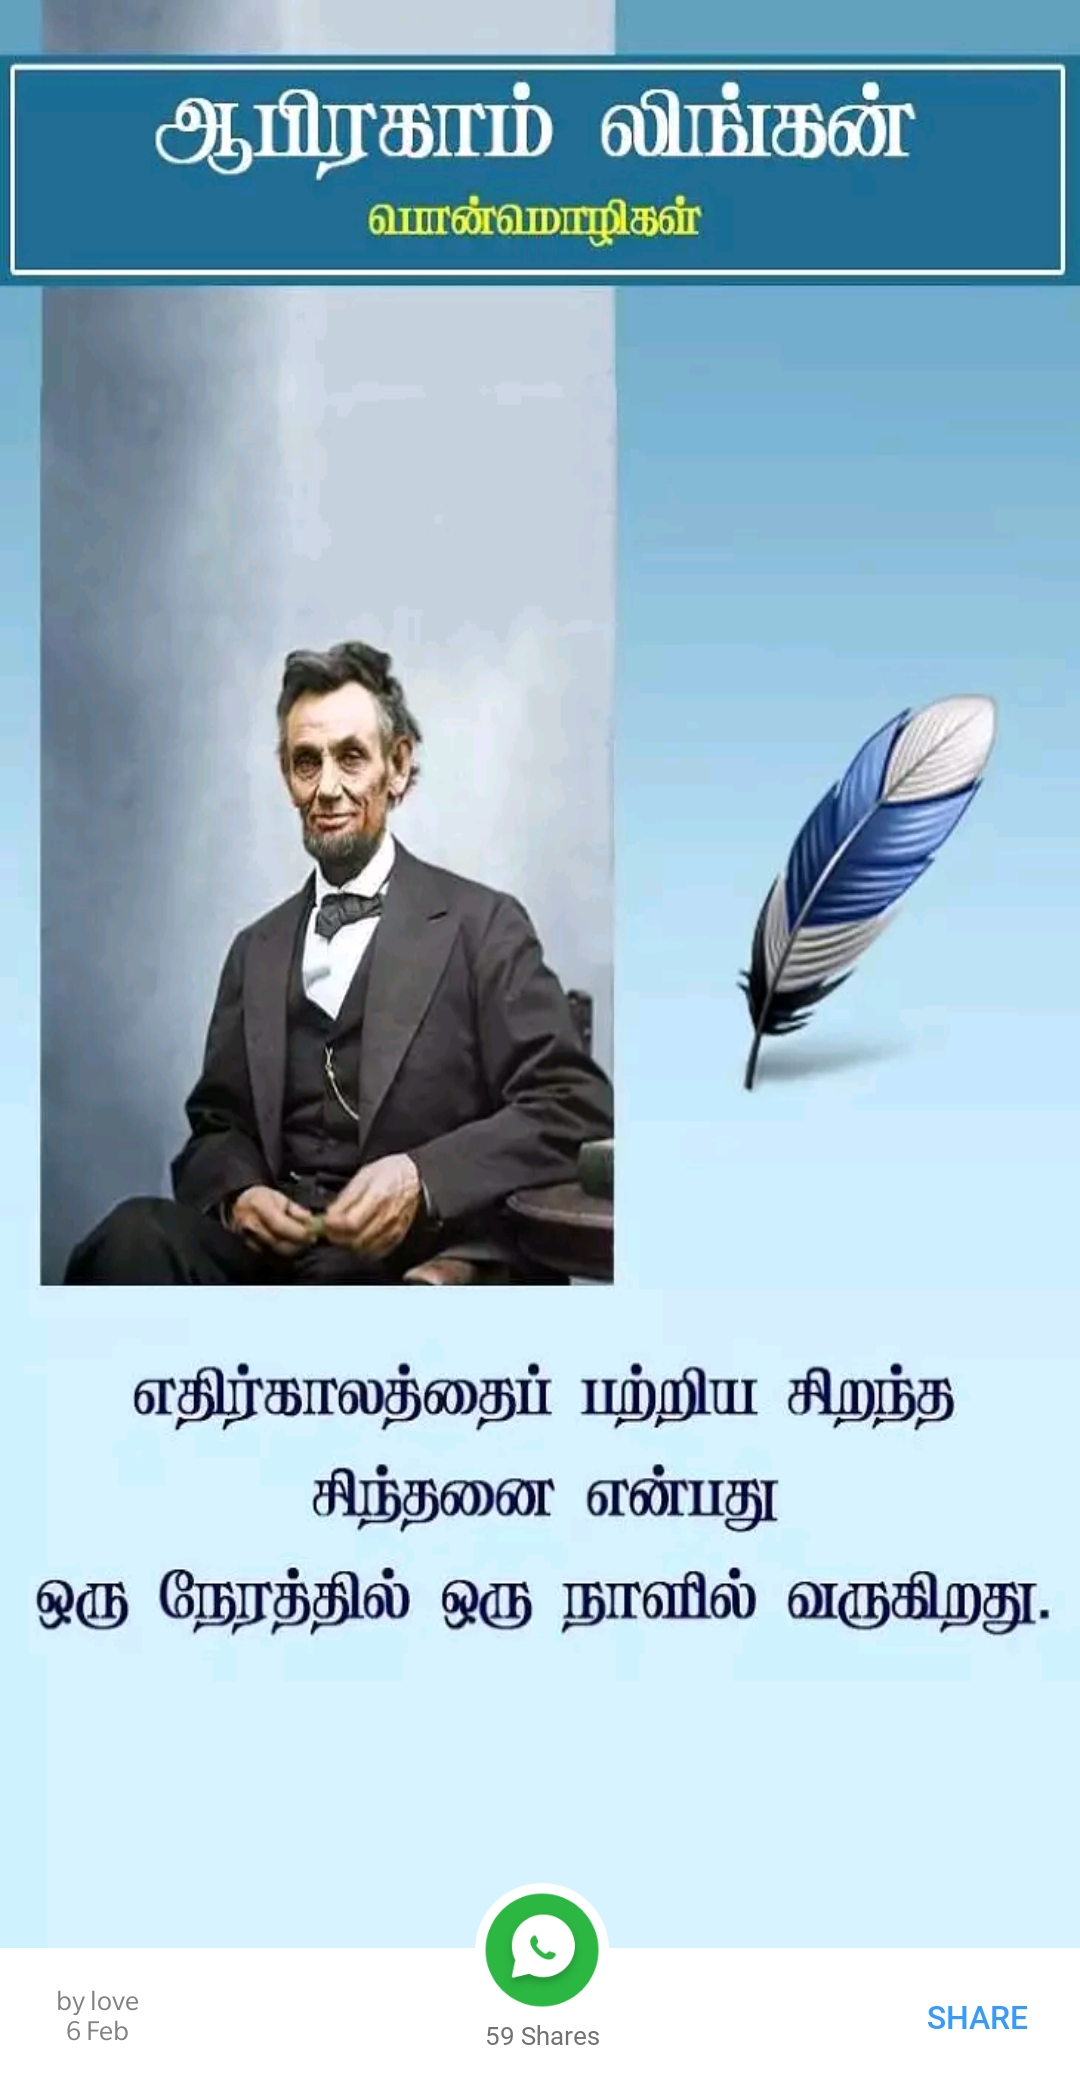 ஆபிரகாம் லிங்கன்
பொன்மொழிகள்
எதிர்காலத்தைப் பற்றிய சிறந்த
சிந்தனை என்பது
ஒரு நேரத்தில் ஒரு நாளில் வருகிறது.
by love
6 Feb
59 Shares
SHARE